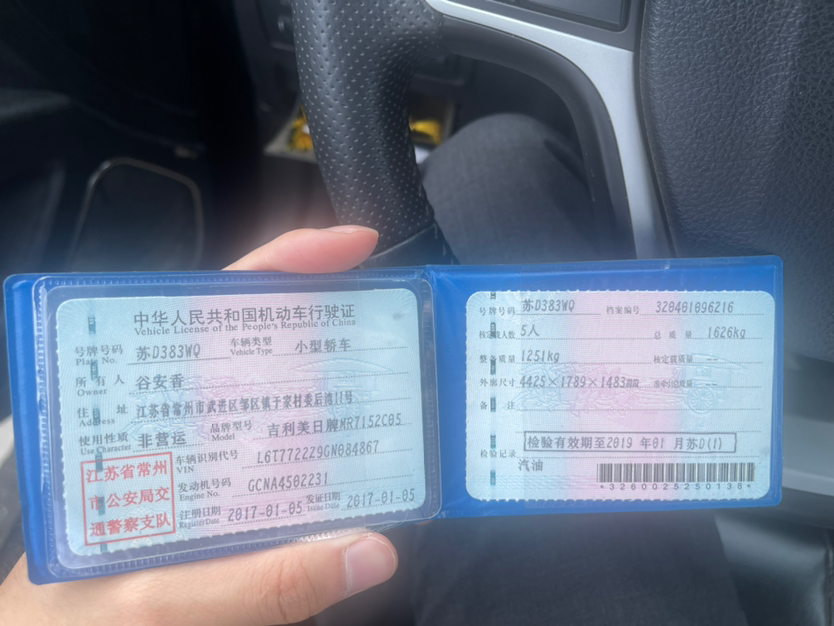 中华人民共和国机动车行驶证
Vehicle License of the People's Republic of China
号牌号码 苏D383WQ 车辆类型 小型轿车
Plate No. Vehicle Type
所有人 谷安香
Owner
住址 江苏省常州市武进区邹区镇于家村委后湾11号
Address
使用性质 非营运 品牌型号 吉利美日牌MR7152C05
Use Character Model
江苏省常州
市公安局交
通警察支队
车辆识别代号 L6T7722Z9GN084867
VIN
发动机号码 GCNA4502231
Engine No.
注册日期 2017-01-05 发证日期 2017-01-05
Register Date Issue Date
号牌号码 苏D383WQ 档案编号 320401096216
核定载人数 5人 总质量 1626kg
整备质量 1251kg 核定载质量 --
外廓尺寸 4425×1789×1483mm --
备注
检验记录 检验有效期至2019年01月苏D(1)
汽油
*3260025250138*